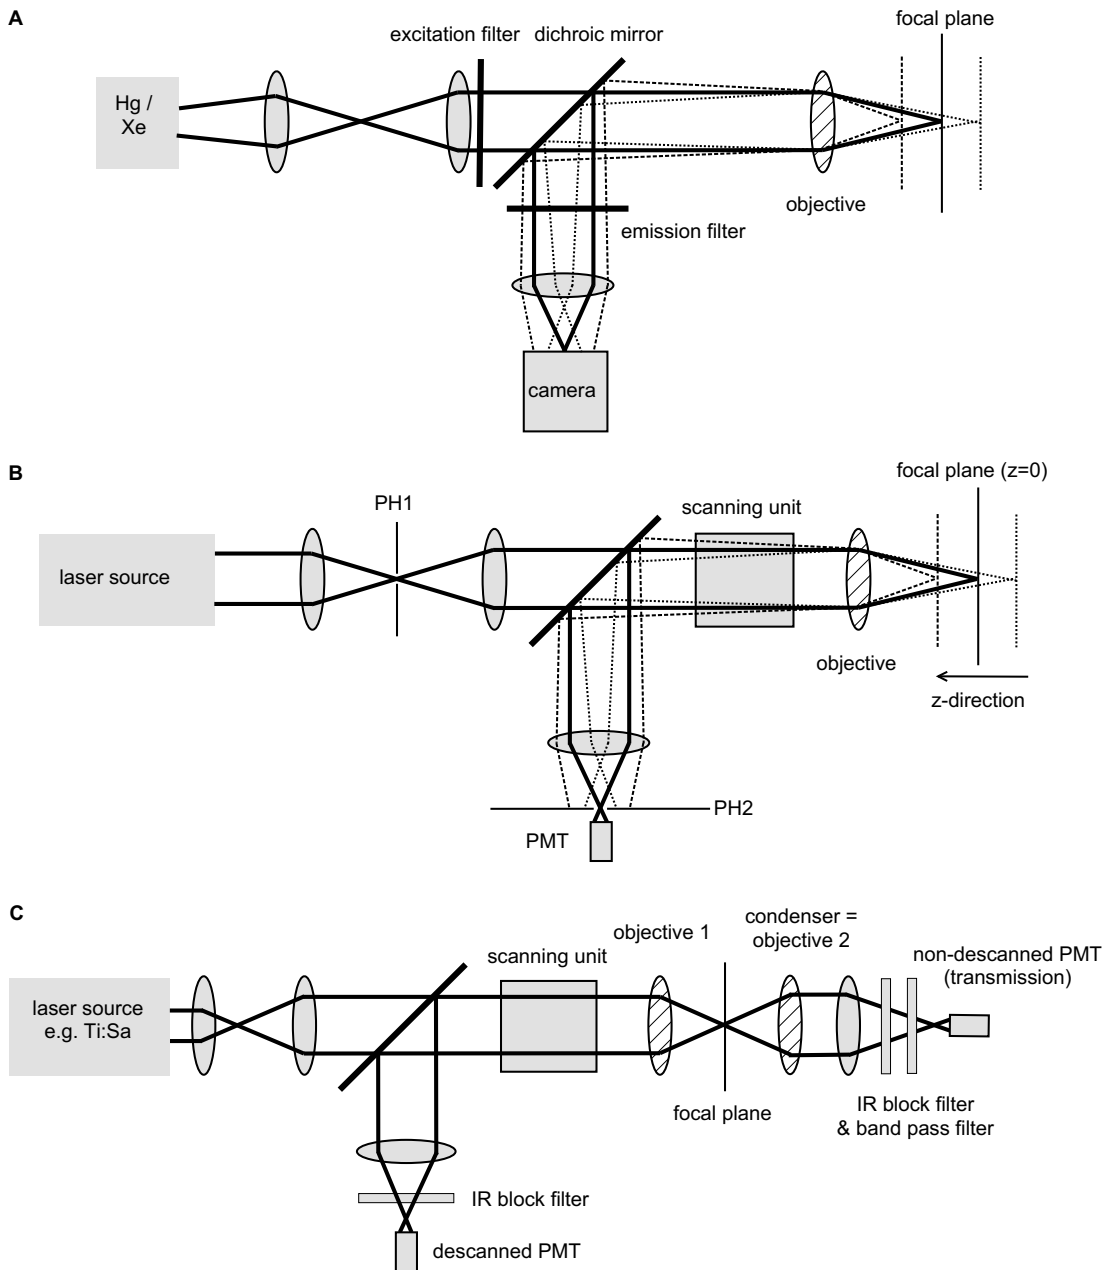 A
focal plane
excitation filter
dichroic mirror
Hg /
Xe
objective
emission filter
camera
B
focal plane (z=0)
PH1
scanning unit
laser source
objective
z-direction
PH2
PMT
C
condenser =
objective 2
objective 1
non-descanned PMT
(transmission)
scanning unit
laser source
e.g. Ti:Sa
focal plane
IR block filter
& band pass filter
IR block filter
descanned PMT